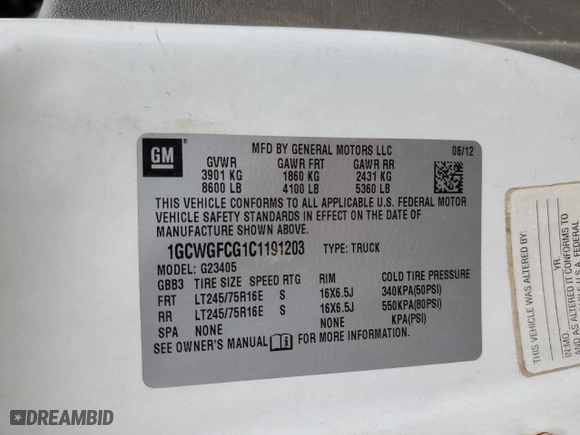 GM ®
MFD BY GENERAL MOTORS LLC 06/12
GVWR GAWR FRT GAWR RR
3901 KG 1860 KG 2431 KG
8600 LB 4100 LB 5360 LB
THIS VEHICLE CONFORMS TO ALL APPLICABLE U.S. FEDERAL MOTOR
VEHICLE SAFETY STANDARDS IN EFFECT ON THE DATE OF
MANUFACTURE SHOWN ABOVE.
1GCWGFCG1C1191203 TYPE: TRUCK
MODEL: G23405
GBB3 TIRE SIZE SPEED RTG RIM COLD TIRE PRESSURE
FRT LT245/75R16E S 16X6.5J 340KPA(50PSI)
RR LT245/75R16E S 16X6.5J 550KPA(80PSI)
SPA NONE NONE KPA(PSI)
SEE OWNER'S MANUAL FOR MORE INFORMATION.
THIS VEHICLE WAS ALTERED BY:
IN:MO. YR.
AND AS ALTERED IT CONFORMS
U.S.A. FEDERAL
DREAMBID